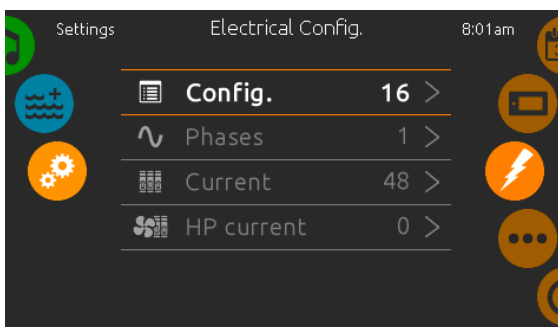 Settings Electrical Config. 8:01am
Config. 16 >
Phases 1 >
Current 48 >
HP current 0 >